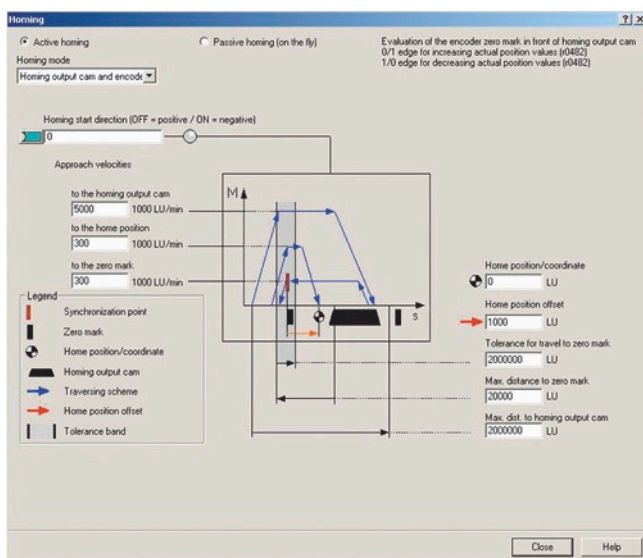 Homing
Active homing
Passive homing (on the fly)
Evaluation of the encoder zero mark in front of homing output cam
0/1 edge for increasing actual position values (r0482)
1/0 edge for decreasing actual position values (r0482)
Homing mode
Homing output cam and encode
Homing start direction (OFF = positive / ON = negative)
0
Approach velocities
to the homing output cam
5000 1000 LU/min
to the home position
300 1000 LU/min
to the zero mark
300 1000 LU/min
M
s
Legend
Synchronization point
Zero mark
Home position/coordinate
Homing output cam
Traversing scheme
Home position offset
Tolerance band
Home position/coordinate
0 LU
Home position offset
1000 LU
Tolerance for travel to zero mark
2000000 LU
Max. distance to zero mark
20000 LU
Max. dist. to homing output cam
2000000 LU
Close
Help